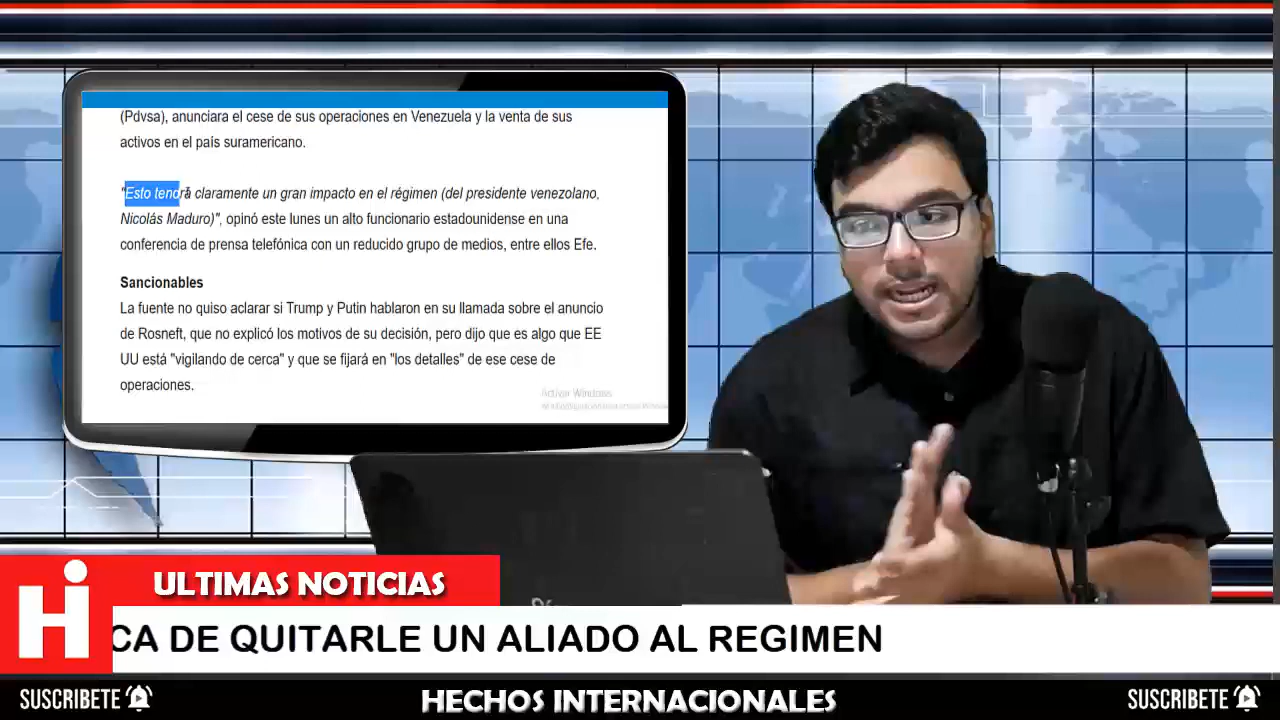 (Pdvsa), anunciara el cese de sus operaciones en Venezuela y la venta de sus
activos en el país suramericano.
"Esto tendrá claramente un gran impacto en el régimen (del presidente venezolano,
Nicolás Maduro)", opinó este lunes un alto funcionario estadounidense en una
conferencia de prensa telefónica con un reducido grupo de medios, entre ellos Efe.
Sancionables
La fuente no quiso aclarar si Trump y Putin hablaron en su llamada sobre el anuncio
de Rosneft, que no explicó los motivos de su decisión, pero dijo que es algo que EE
UU está "vigilando de cerca" y que se fijará en "los detalles" de ese cese de
operaciones.
Activar Windows
Hi
ULTIMAS NOTICIAS
CA DE QUITARLE UN ALIADO AL REGIMEN
SUSCRIBETE
HECHOS INTERNACIONALES
SUSCRIBETE